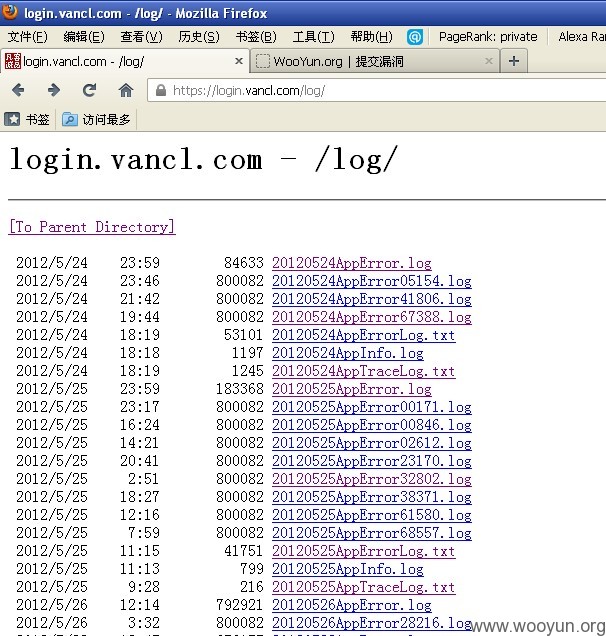 login.vancl.com - /log/ - Mozilla Firefox
文件(F) 编辑(E) 查看(V) 历史(S) 书签(B) 工具(T) 帮助(H) @ PageRank: private Alexa Ran
login.vancl.com - /log/ × WooYun.org | 提交漏洞 × +
https://login.vancl.com/log/
书签 访问最多
login.vancl.com - /log/
[To Parent Directory]
2012/5/24 23:59 84633 20120524AppError.log
2012/5/24 23:46 800082 20120524AppError05154.log
2012/5/24 21:42 800082 20120524AppError41806.log
2012/5/24 19:44 800082 20120524AppError67388.log
2012/5/24 18:19 53101 20120524AppErrorLog.txt
2012/5/24 18:18 1197 20120524AppInfo.log
2012/5/24 18:19 1245 20120524AppTraceLog.txt
2012/5/25 23:59 183368 20120525AppError.log
2012/5/25 23:17 800082 20120525AppError00171.log
2012/5/25 16:24 800082 20120525AppError00846.log
2012/5/25 14:21 800082 20120525AppError02612.log
2012/5/25 20:41 800082 20120525AppError23170.log
2012/5/25 2:51 800082 20120525AppError32802.log
2012/5/25 18:27 800082 20120525AppError38371.log
2012/5/25 12:16 800082 20120525AppError61580.log
2012/5/25 7:59 800082 20120525AppError68557.log
2012/5/25 11:15 41751 20120525AppErrorLog.txt
2012/5/25 11:13 799 20120525AppInfo.log
2012/5/25 9:28 216 20120525AppTraceLog.txt
2012/5/26 12:14 792921 20120526AppError.log
2012/5/26 3:32 800082 20120526AppError28216.log
www.wooyun.org